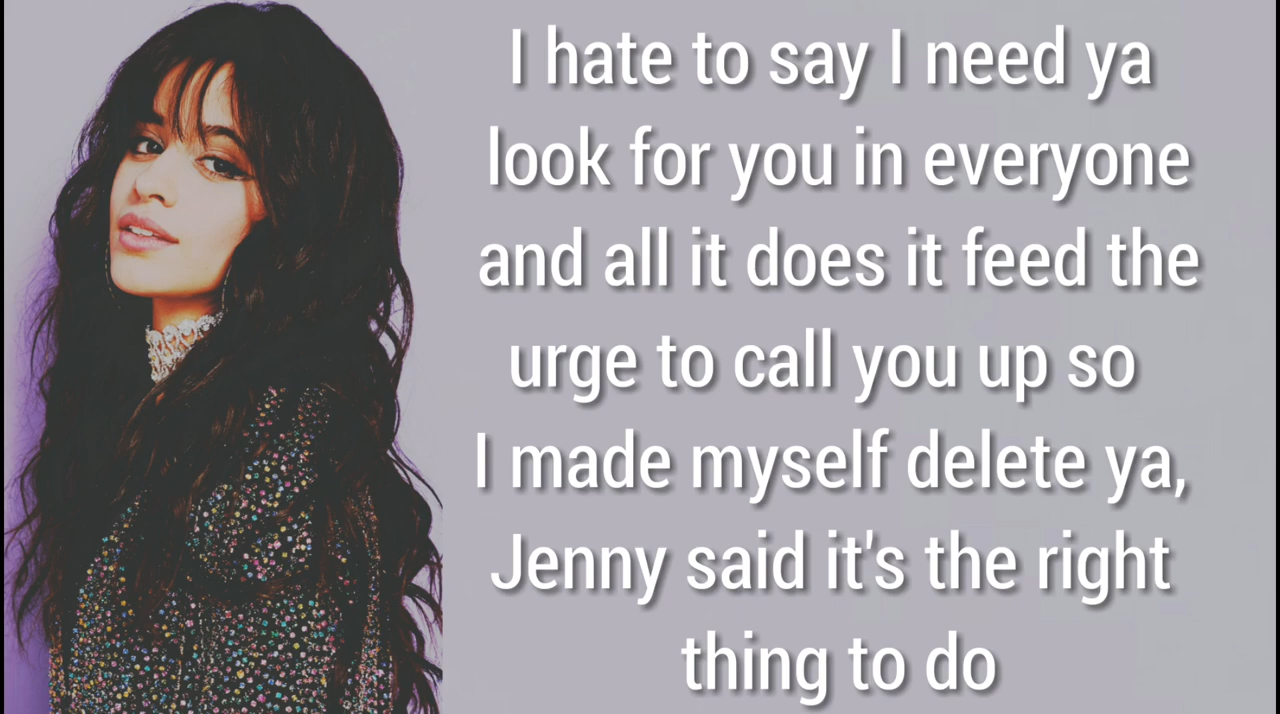 I hate to say I need ya
look for you in everyone
and all it does it feed the
urge to call you up so
I made myself delete ya,
Jenny said it's the right
thing to do